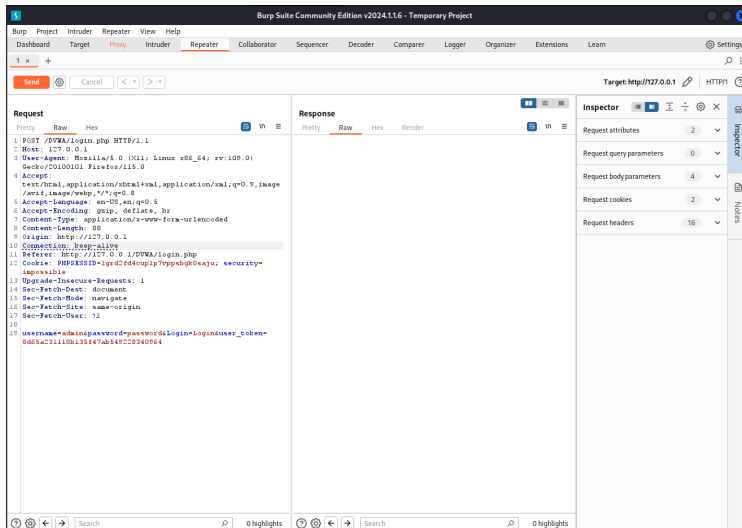 Burp Suite Community Edition v2024.1.1.6 - Temporary Project
Burp Project Intruder Repeater View Help
Dashboard Target Proxy Intruder Repeater Collaborator Sequencer Decoder Comparer Logger Organizer Extensions Learn Settings
1 × +
Send Cancel < > Target: http://127.0.0.1 HTTP/1
Request
Pretty Raw Hex \n
1 POST /DVWA/login.php HTTP/1.1
2 Host: 127.0.0.1
3 User-Agent: Mozilla/5.0 (X11; Linux x86_64; rv:109.0)
Gecko/20100101 Firefox/115.0
4 Accept:
text/html,application/xhtml+xml,application/xml;q=0.9,image
/avif,image/webp,*/*;q=0.8
5 Accept-Language: en-US,en;q=0.5
6 Accept-Encoding: gzip, deflate, br
7 Content-Type: application/x-www-form-urlencoded
8 Content-Length: 88
9 Origin: http://127.0.0.1
10 Connection: keep-alive
11 Referer: http://127.0.0.1/DVWA/login.php
12 Cookie: PHPSESSID=1grd2fd4cup1p7vppsbgk0saju; security=
impossible
13 Upgrade-Insecure-Requests: 1
14 Sec-Fetch-Dest: document
15 Sec-Fetch-Mode: navigate
16 Sec-Fetch-Site: same-origin
17 Sec-Fetch-User: ?1
18
19 username=admin&password=password&Login=Login&user_token=
8d65a231118b135f47ab549228340964
Search 0 highlights
Response
Pretty Raw Hex Render \n
Search 0 highlights
Inspector
Request attributes 2
Request query parameters 0
Request body parameters 4
Request cookies 2
Request headers 16
Inspector
Notes